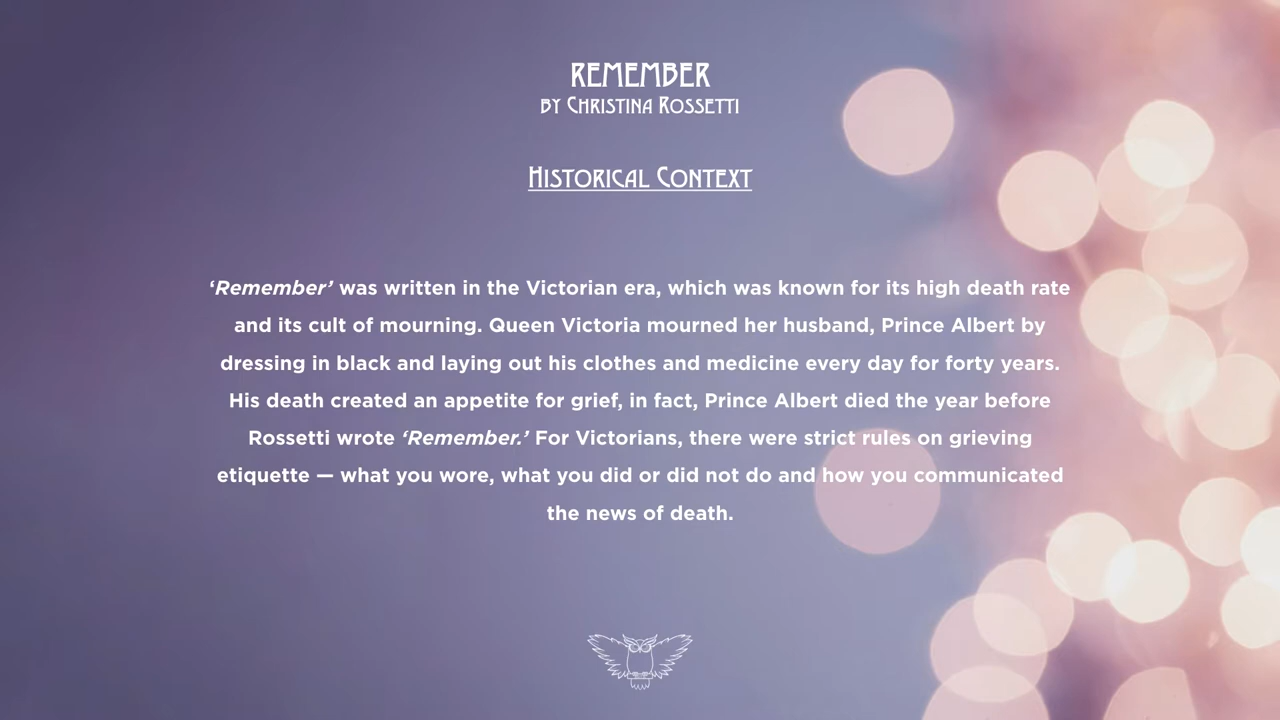 REMEMBER
BY CHRISTINA ROSSETTI
HISTORICAL CONTEXT
‘Remember’ was written in the Victorian era, which was known for its high death rate
and its cult of mourning. Queen Victoria mourned her husband, Prince Albert by
dressing in black and laying out his clothes and medicine every day for forty years.
His death created an appetite for grief, in fact, Prince Albert died the year before
Rossetti wrote ‘Remember.’ For Victorians, there were strict rules on grieving
etiquette — what you wore, what you did or did not do and how you communicated
the news of death.